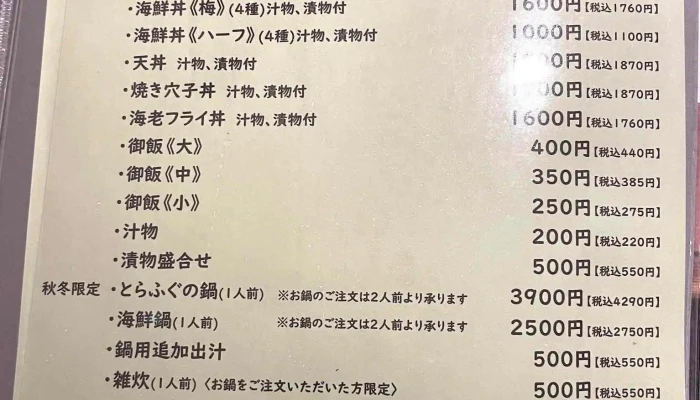 ・海鮮丼《梅》(4種)汁物、漬物付 1600円【税込1760円】
・海鮮丼《ハーフ》(4種)汁物、漬物付 1000円【税込1100円】
・天丼 汁物、漬物付 円【税込1870円】
・焼き穴子丼 汁物、漬物付 円【税込1870円】
・海老フライ丼 汁物、漬物付 1600円【税込1760円】
・御飯《大》 400円【税込440円】
・御飯《中》 350円【税込385円】
・御飯《小》 250円【税込275円】
・汁物 200円【税込220円】
・漬物盛合せ 500円【税込550円】
秋冬限定 ・とらふぐの鍋(1人前) ※お鍋のご注文は2人前より承ります 3900円【税込4290円】
・海鮮鍋(1人前) ※お鍋のご注文は2人前より承ります 2500円【税込2750円】
・鍋用追加出汁 500円【税込550円】
・雑炊(1人前)〈お鍋をご注文いただいた方限定〉 500円【税込550円】